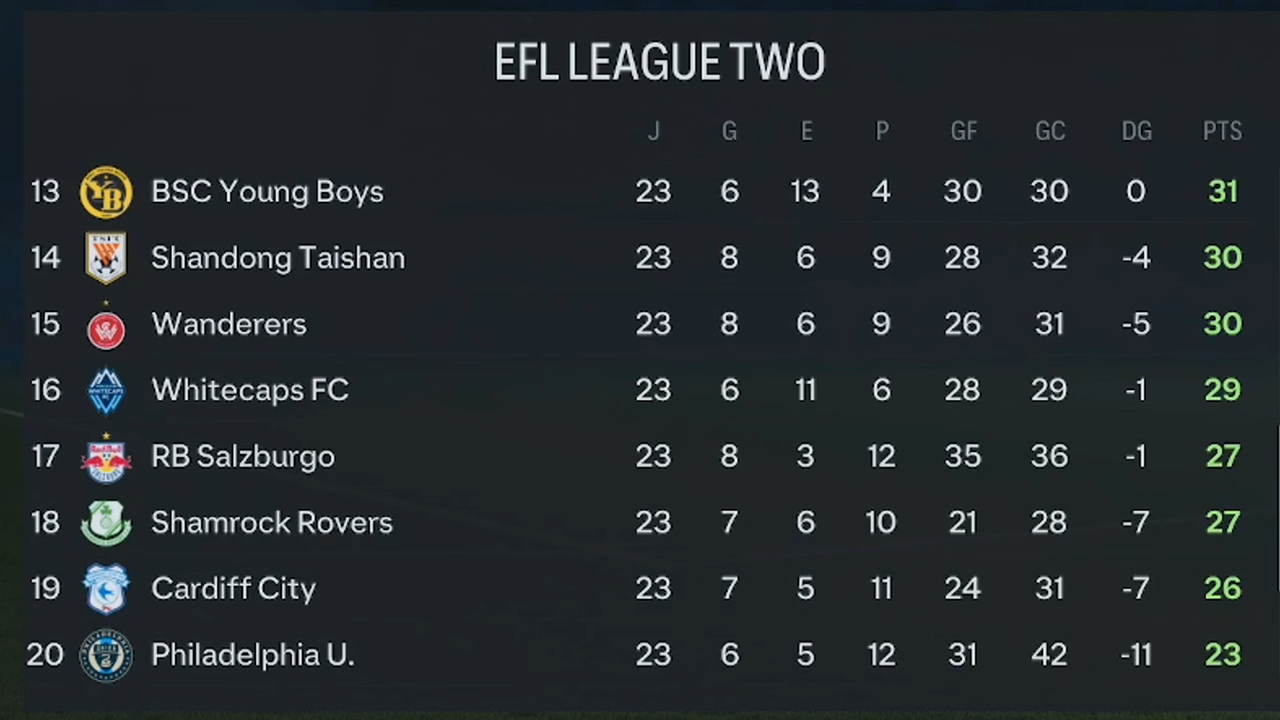 EFL LEAGUE TWO
J G E P GF GC DG PTS
13 BSC Young Boys 23 6 13 4 30 30 0 31
14 Shandong Taishan 23 8 6 9 28 32 -4 30
15 Wanderers 23 8 6 9 26 31 -5 30
16 Whitecaps FC 23 6 11 6 28 29 -1 29
17 RB Salzburgo 23 8 3 12 35 36 -1 27
18 Shamrock Rovers 23 7 6 10 21 28 -7 27
19 Cardiff City 23 7 5 11 24 31 -7 26
20 Philadelphia U. 23 6 5 12 31 42 -11 23